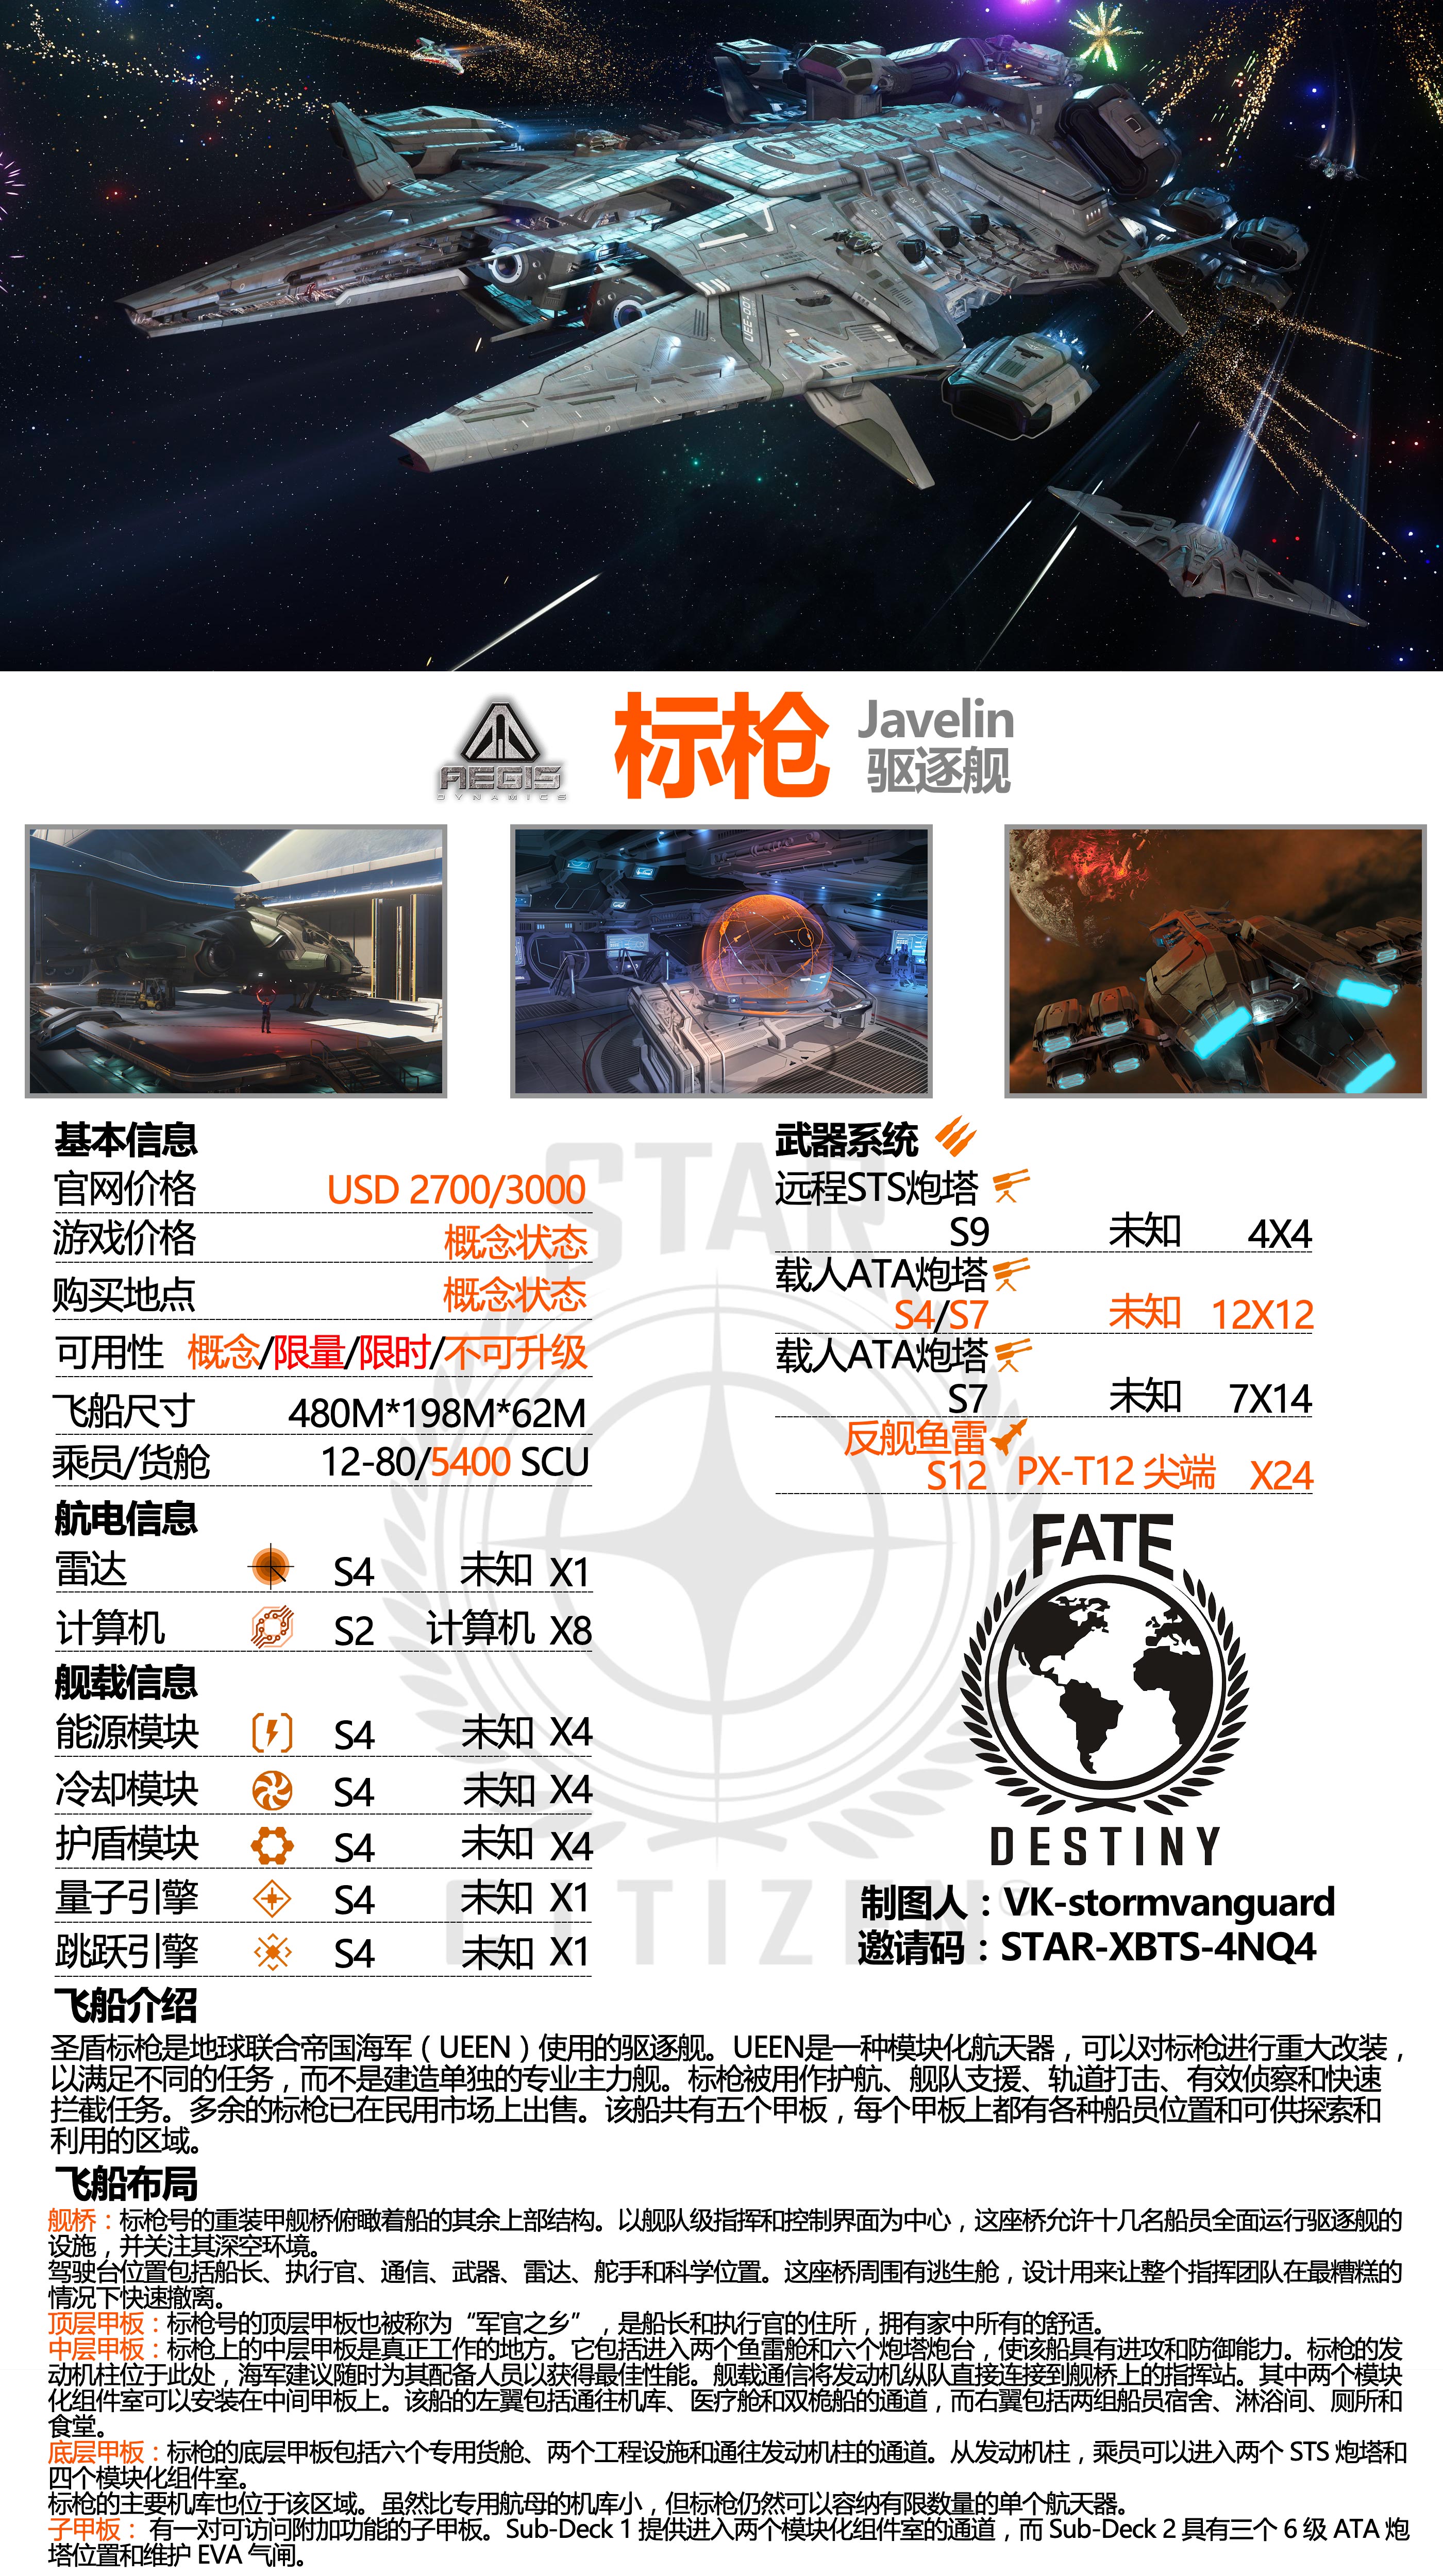 UEE-001
AEGIS
DYNAMICS
标枪
Javelin
驱逐舰
STAR
CITIZEN
基本信息
官网价格 USD 2700/3000
游戏价格 概念状态
购买地点 概念状态
可用性 概念/限量/限时/不可升级
飞船尺寸 480M*198M*62M
乘员/货舱 12-80/5400 SCU
航电信息
雷达 S4 未知 X1
计算机 S2 计算机 X8
舰载信息
能源模块 S4 未知 X4
冷却模块 S4 未知 X4
护盾模块 S4 未知 X4
量子引擎 S4 未知 X1
跳跃引擎 S4 未知 X1
武器系统
远程STS炮塔
S9 未知 4X4
载人ATA炮塔
S4/S7 未知 12X12
载人ATA炮塔
S7 未知 7X14
反舰鱼雷
S12 PX-T12 尖端 X24
FATE
DESTINY
制图人：VK-stormvanguard
邀请码：STAR-XBTS-4NQ4
飞船介绍
圣盾标枪是地球联合帝国海军（UEEN）使用的驱逐舰。UEEN是一种模块化航天器，可以对标枪进行重大改装，
以满足不同的任务，而不是建造单独的专业主力舰。标枪被用作护航、舰队支援、轨道打击、有效侦察和快速
拦截任务。多余的标枪已在民用市场上出售。该船共有五个甲板，每个甲板上都有各种船员位置和可供探索和
利用的区域。
飞船布局
舰桥：标枪号的重装甲舰桥俯瞰着船的其余上部结构。以舰队级指挥和控制界面为中心，这座桥允许十几名船员全面运行驱逐舰的
设施，并关注其深空环境。
驾驶台位置包括船长、执行官、通信、武器、雷达、舵手和科学位置。这座桥周围有逃生舱，设计用来让整个指挥团队在最糟糕的
情况下快速撤离。
顶层甲板：标枪号的顶层甲板也被称为“军官之乡”，是船长和执行官的住所，拥有家中所有的舒适。
中层甲板：标枪上的中层甲板是真正工作的地方。它包括进入两个鱼雷舱和六个炮塔炮台，使该船具有进攻和防御能力。标枪的发
动机柱位于此处，海军建议随时为其配备人员以获得最佳性能。舰载通信将发动机纵队直接连接到舰桥上的指挥站。其中两个模块
化组件室可以安装在中间甲板上。该船的左翼包括通往机库、医疗舱和双桅船的通道，而右翼包括两组船员宿舍、淋浴间、厕所和
食堂。
底层甲板：标枪的底层甲板包括六个专用货舱、两个工程设施和通往发动机柱的通道。从发动机柱，乘员可以进入两个 STS 炮塔和
四个模块化组件室。
标枪的主要机库也位于该区域。虽然比专用航母的机库小，但标枪仍然可以容纳有限数量的单个航天器。
子甲板： 有一对可访问附加功能的子甲板。Sub-Deck 1 提供进入两个模块化组件室的通道，而 Sub-Deck 2 具有三个 6 级 ATA 炮
塔位置和维护 EVA 气闸。